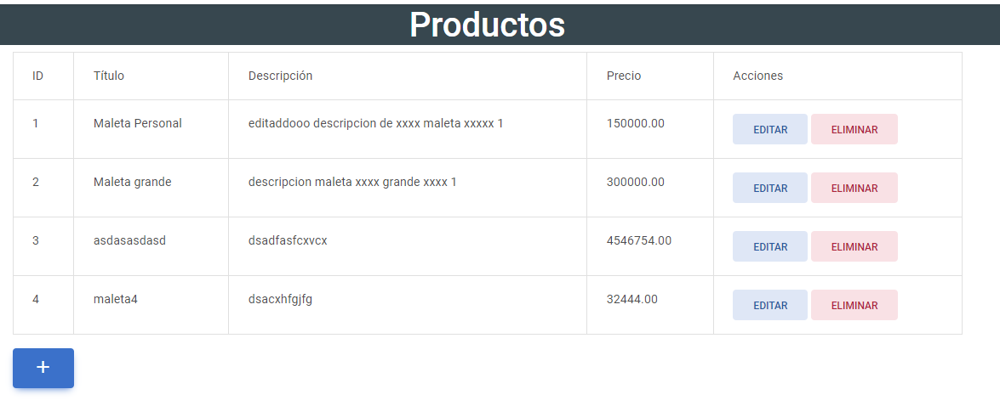 Productos
ID Título Descripción Precio Acciones
1 Maleta Personal editaddooo descripcion de xxxx maleta xxxxx 1 150000.00 EDITAR ELIMINAR
2 Maleta grande descripcion maleta xxxx grande xxxx 1 300000.00 EDITAR ELIMINAR
3 asdasasdasd dsadfasfcxvcx 4546754.00 EDITAR ELIMINAR
4 maleta4 dsacxhfgjfg 32444.00 EDITAR ELIMINAR
+